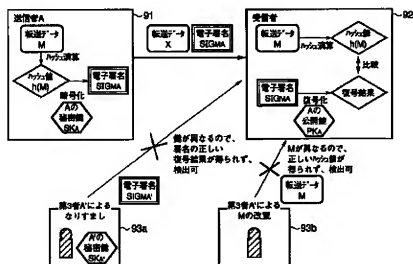 送信者A
91
転送データ
M
ハッシュ演算
ハッシュ値
h(M)
電子署名
SIGMA
暗号化
Aの
秘密鍵
SKA
転送データ
X
電子署名
SIGMA
受信者
92
転送データ
M
ハッシュ演算
ハッシュ値
h(M)
比較
電子署名
SIGMA
復号結果
復号化
Aの
公開鍵
PKA
鍵が異なるので、
署名の正しい
復号結果が得られず、
検出可
電子署名
SIGMA'
Mが異なるので、
正しいハッシュ値が
得られず、検出可
転送データ
M
第3者A'による
なりすまし
93a
A'の
秘密鍵
SKA'
第3者A'による
Mの改竄
93b